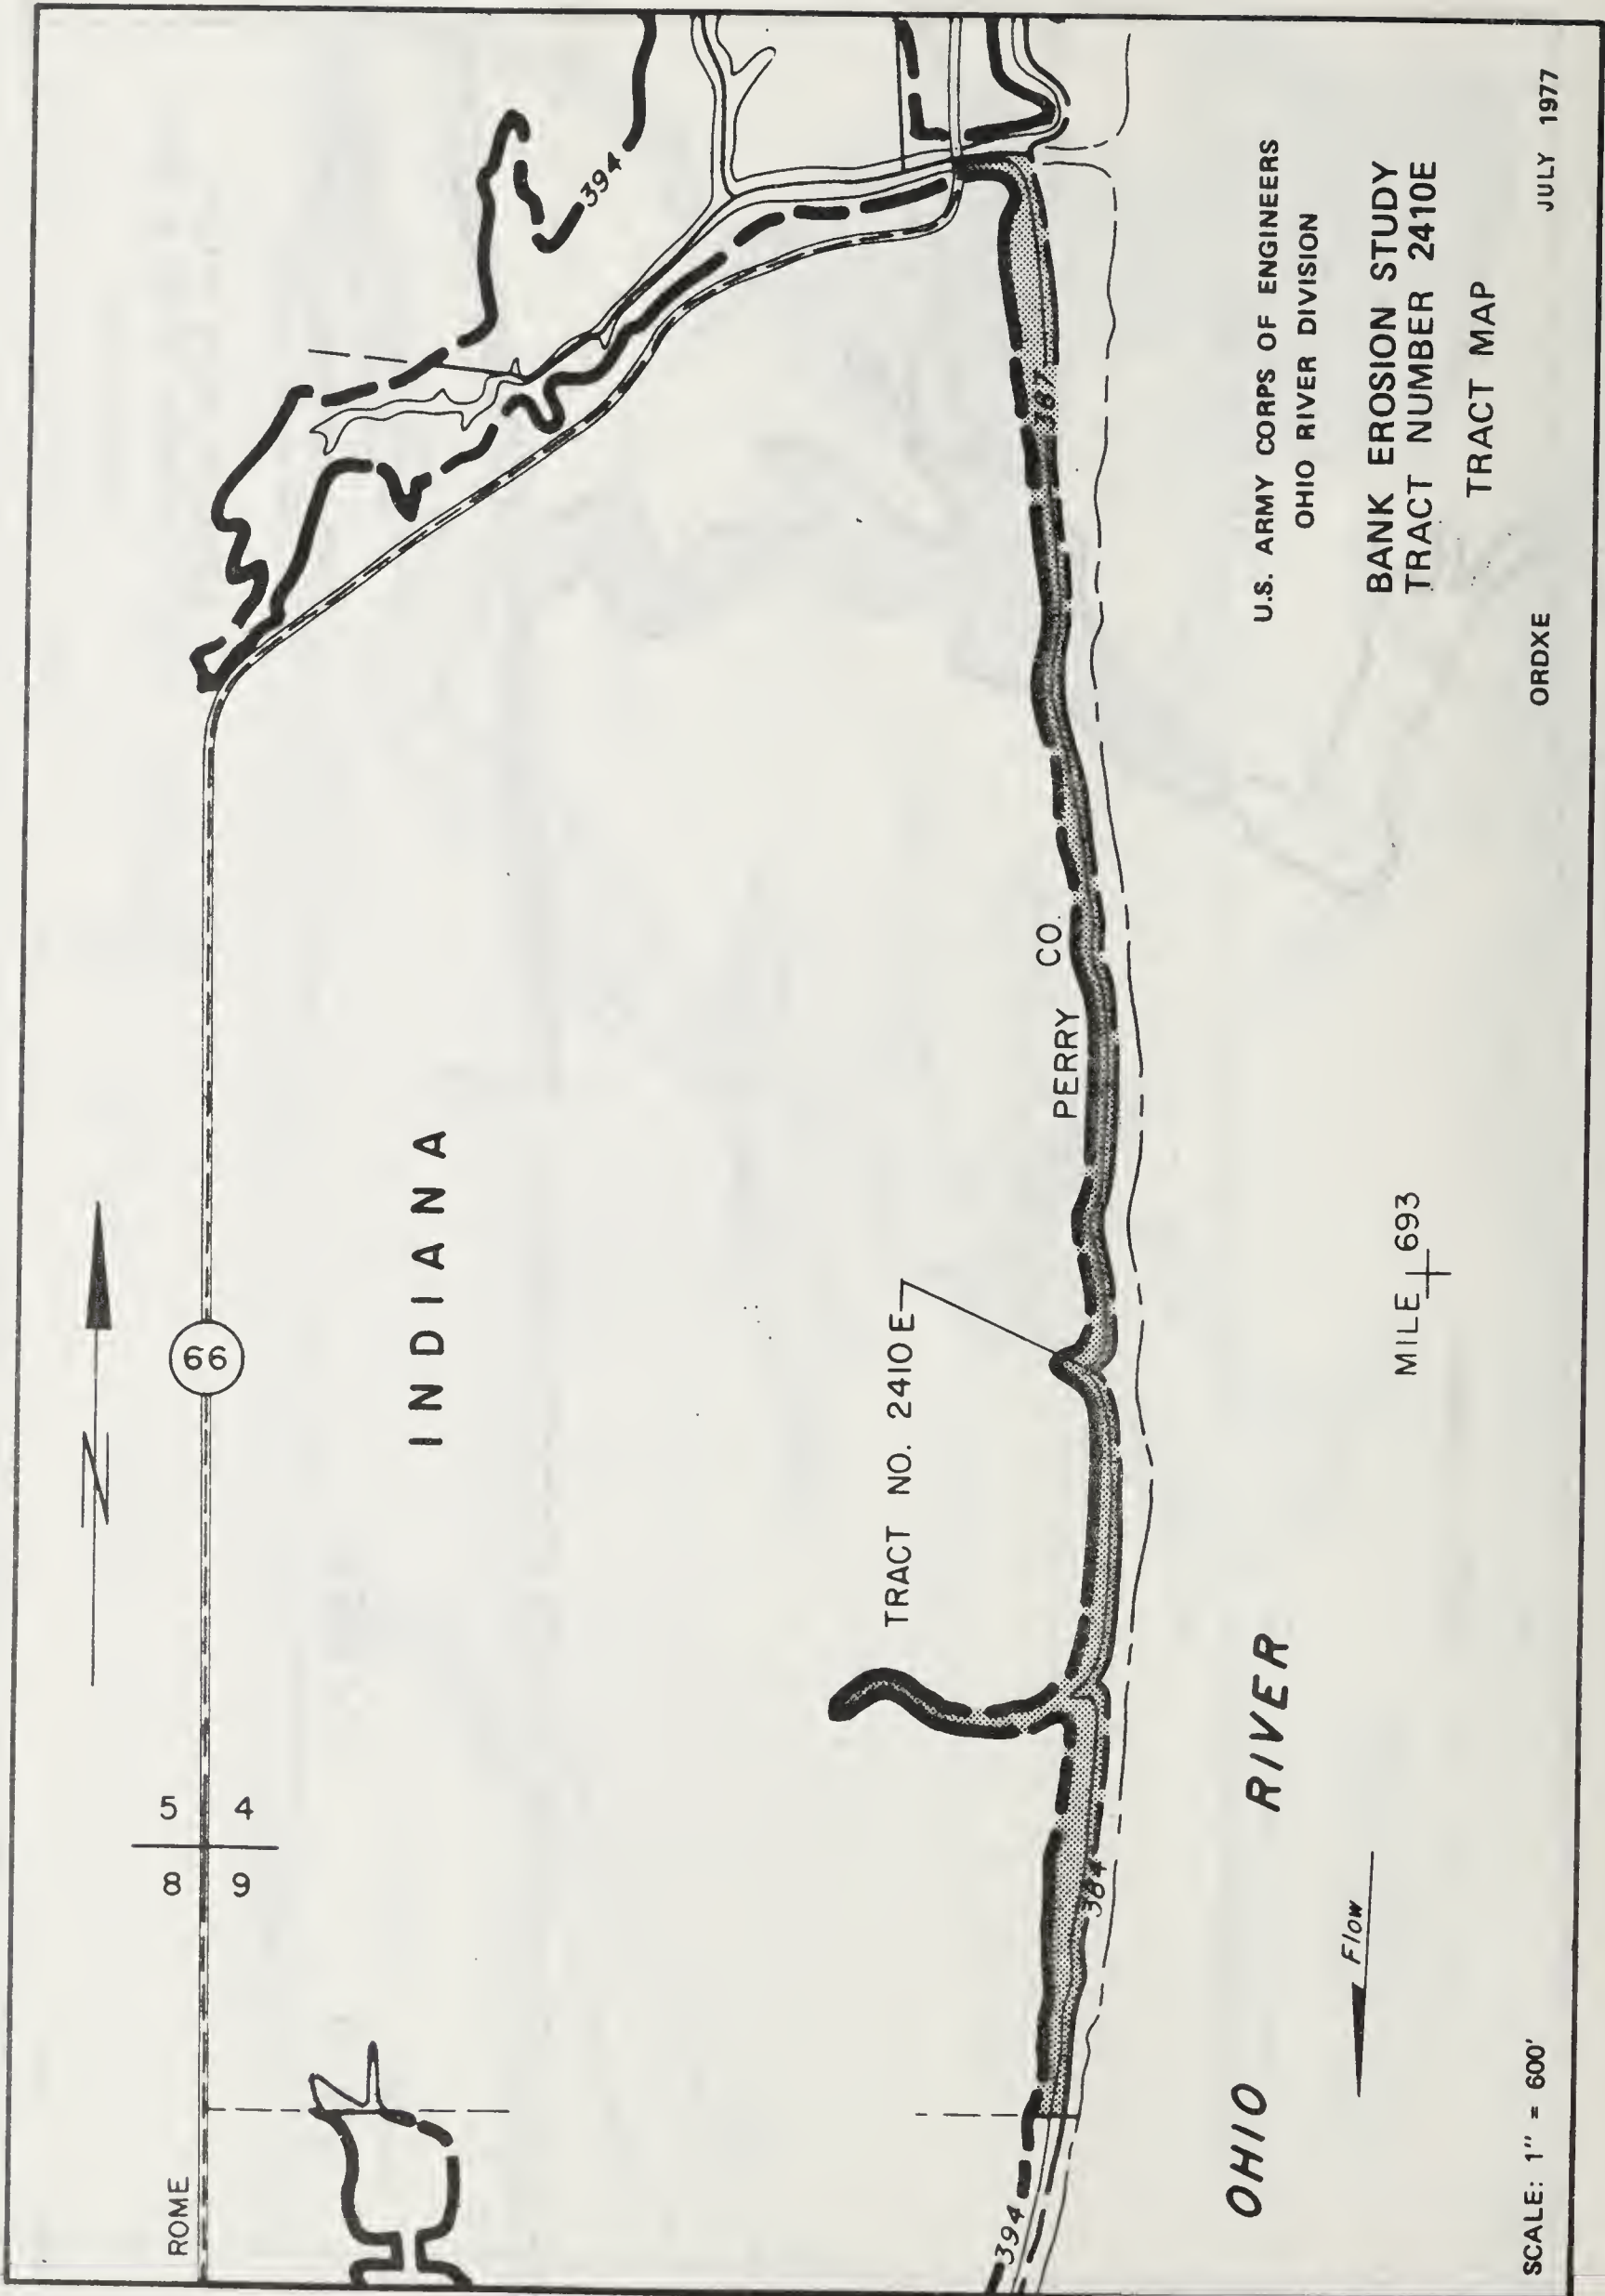 ROME
8 5
9 4
66
N
INDIANA
394
TRACT NO. 2410E
PERRY CO.
394
384
OHIO RIVER
Flow
MILE 693
U.S. ARMY CORPS OF ENGINEERS
OHIO RIVER DIVISION
BANK EROSION STUDY
TRACT NUMBER 2410E
TRACT MAP
SCALE: 1" = 600'
ORDXE
JULY 1977